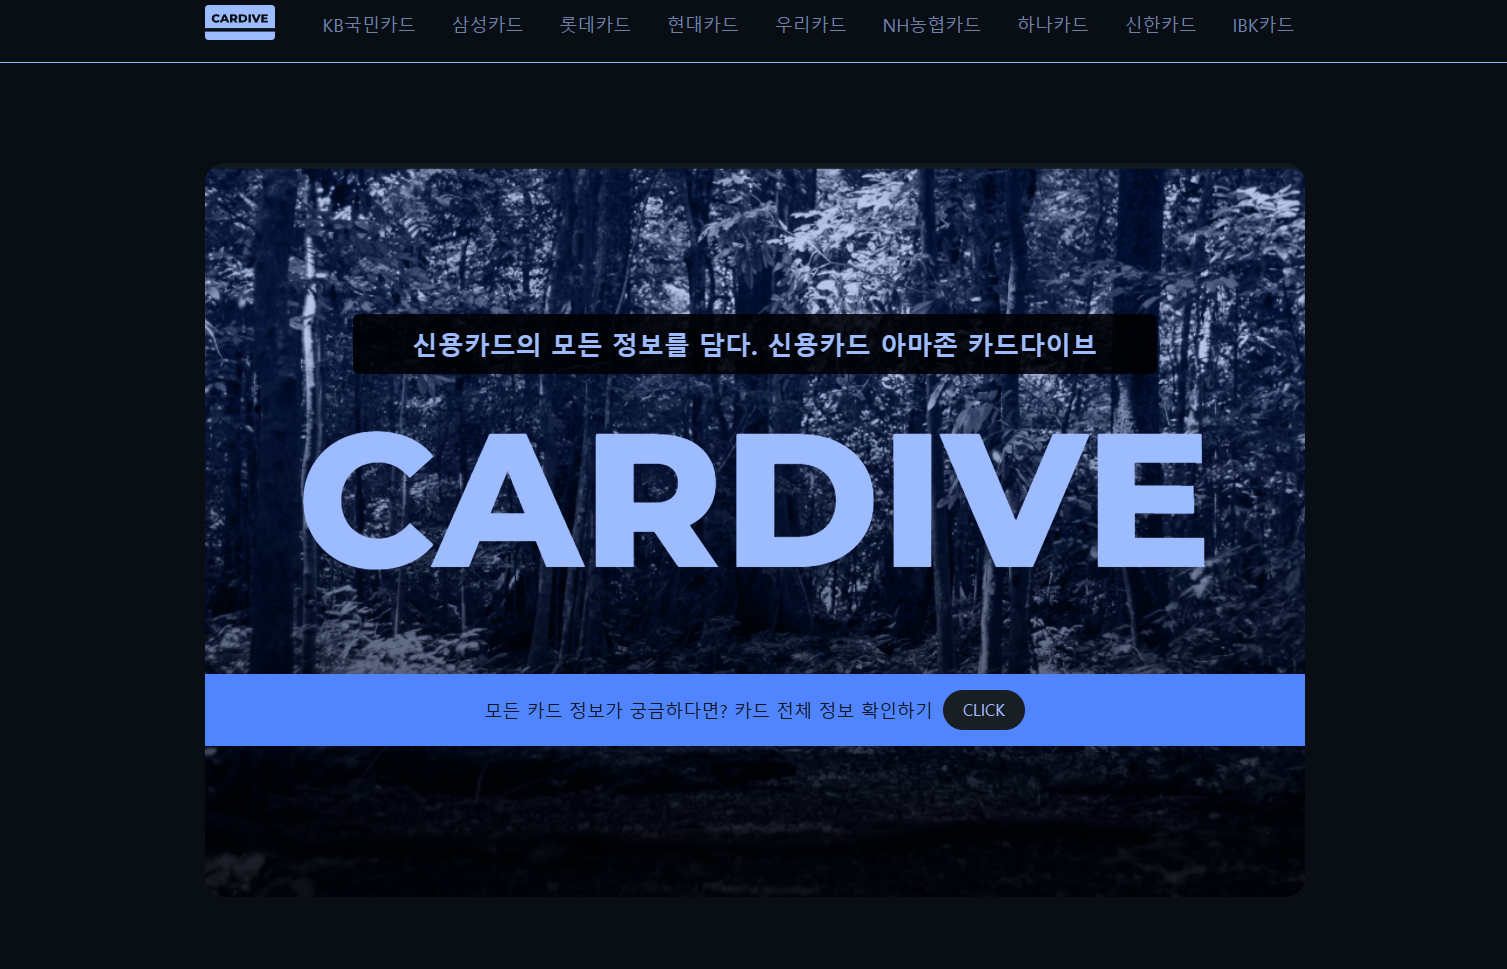 CARDIVE
KB국민카드 삼성카드 롯데카드 현대카드 우리카드 NH농협카드 하나카드 신한카드 IBK카드
신용카드의 모든 정보를 담다. 신용카드 아마존 카드다이브
CARDIVE
모든 카드 정보가 궁금하다면? 카드 전체 정보 확인하기 CLICK